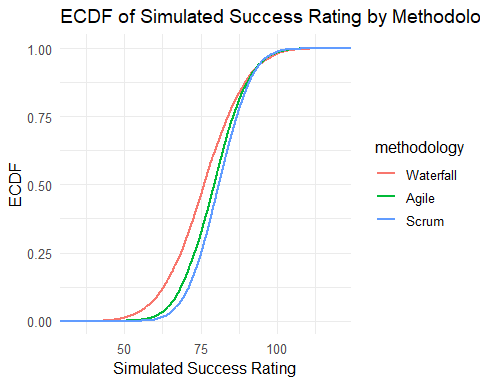 ECDF of Simulated Success Rating by Methodolo
1.00
0.75
0.50
0.25
0.00
ECDF
50 75 100
Simulated Success Rating
methodology
Waterfall
Agile
Scrum